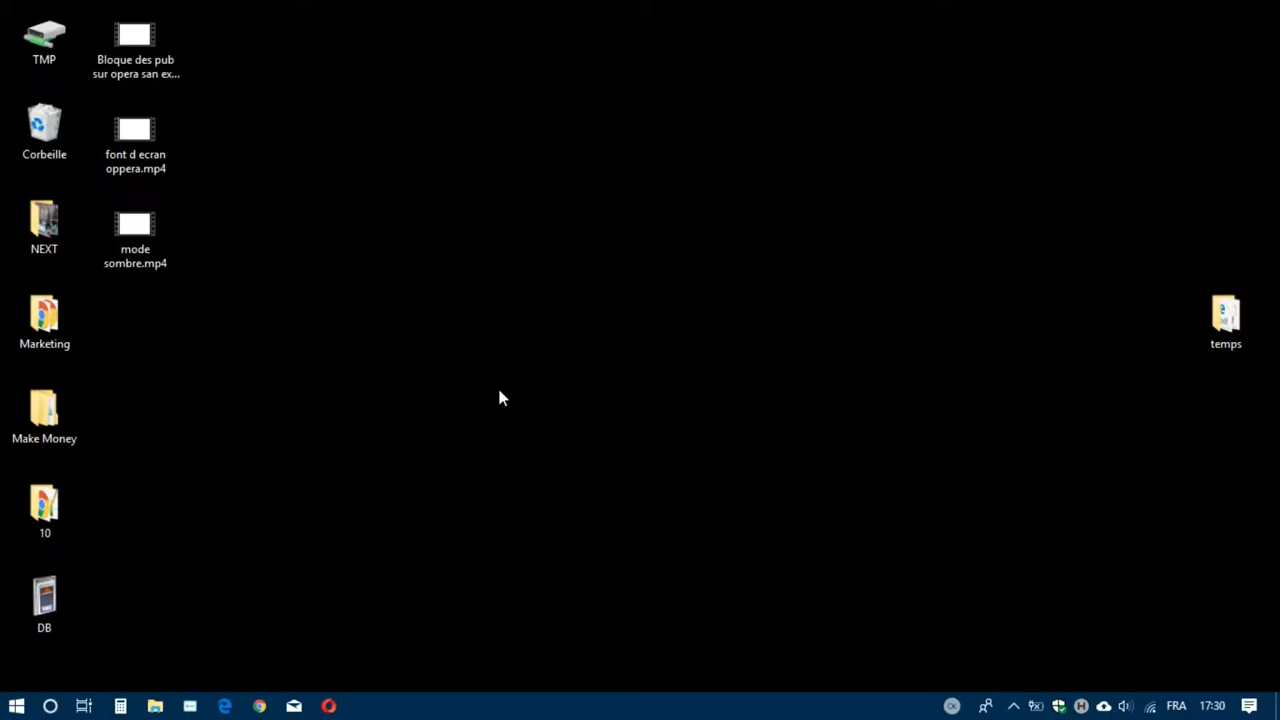 TMP
Bloque des pub
sur opera san ex...
Corbeille
font d ecran
oppera.mp4
NEXT
mode
sombre.mp4
Marketing
temps
Make Money
10
DB
OK
H
FRA
17:30